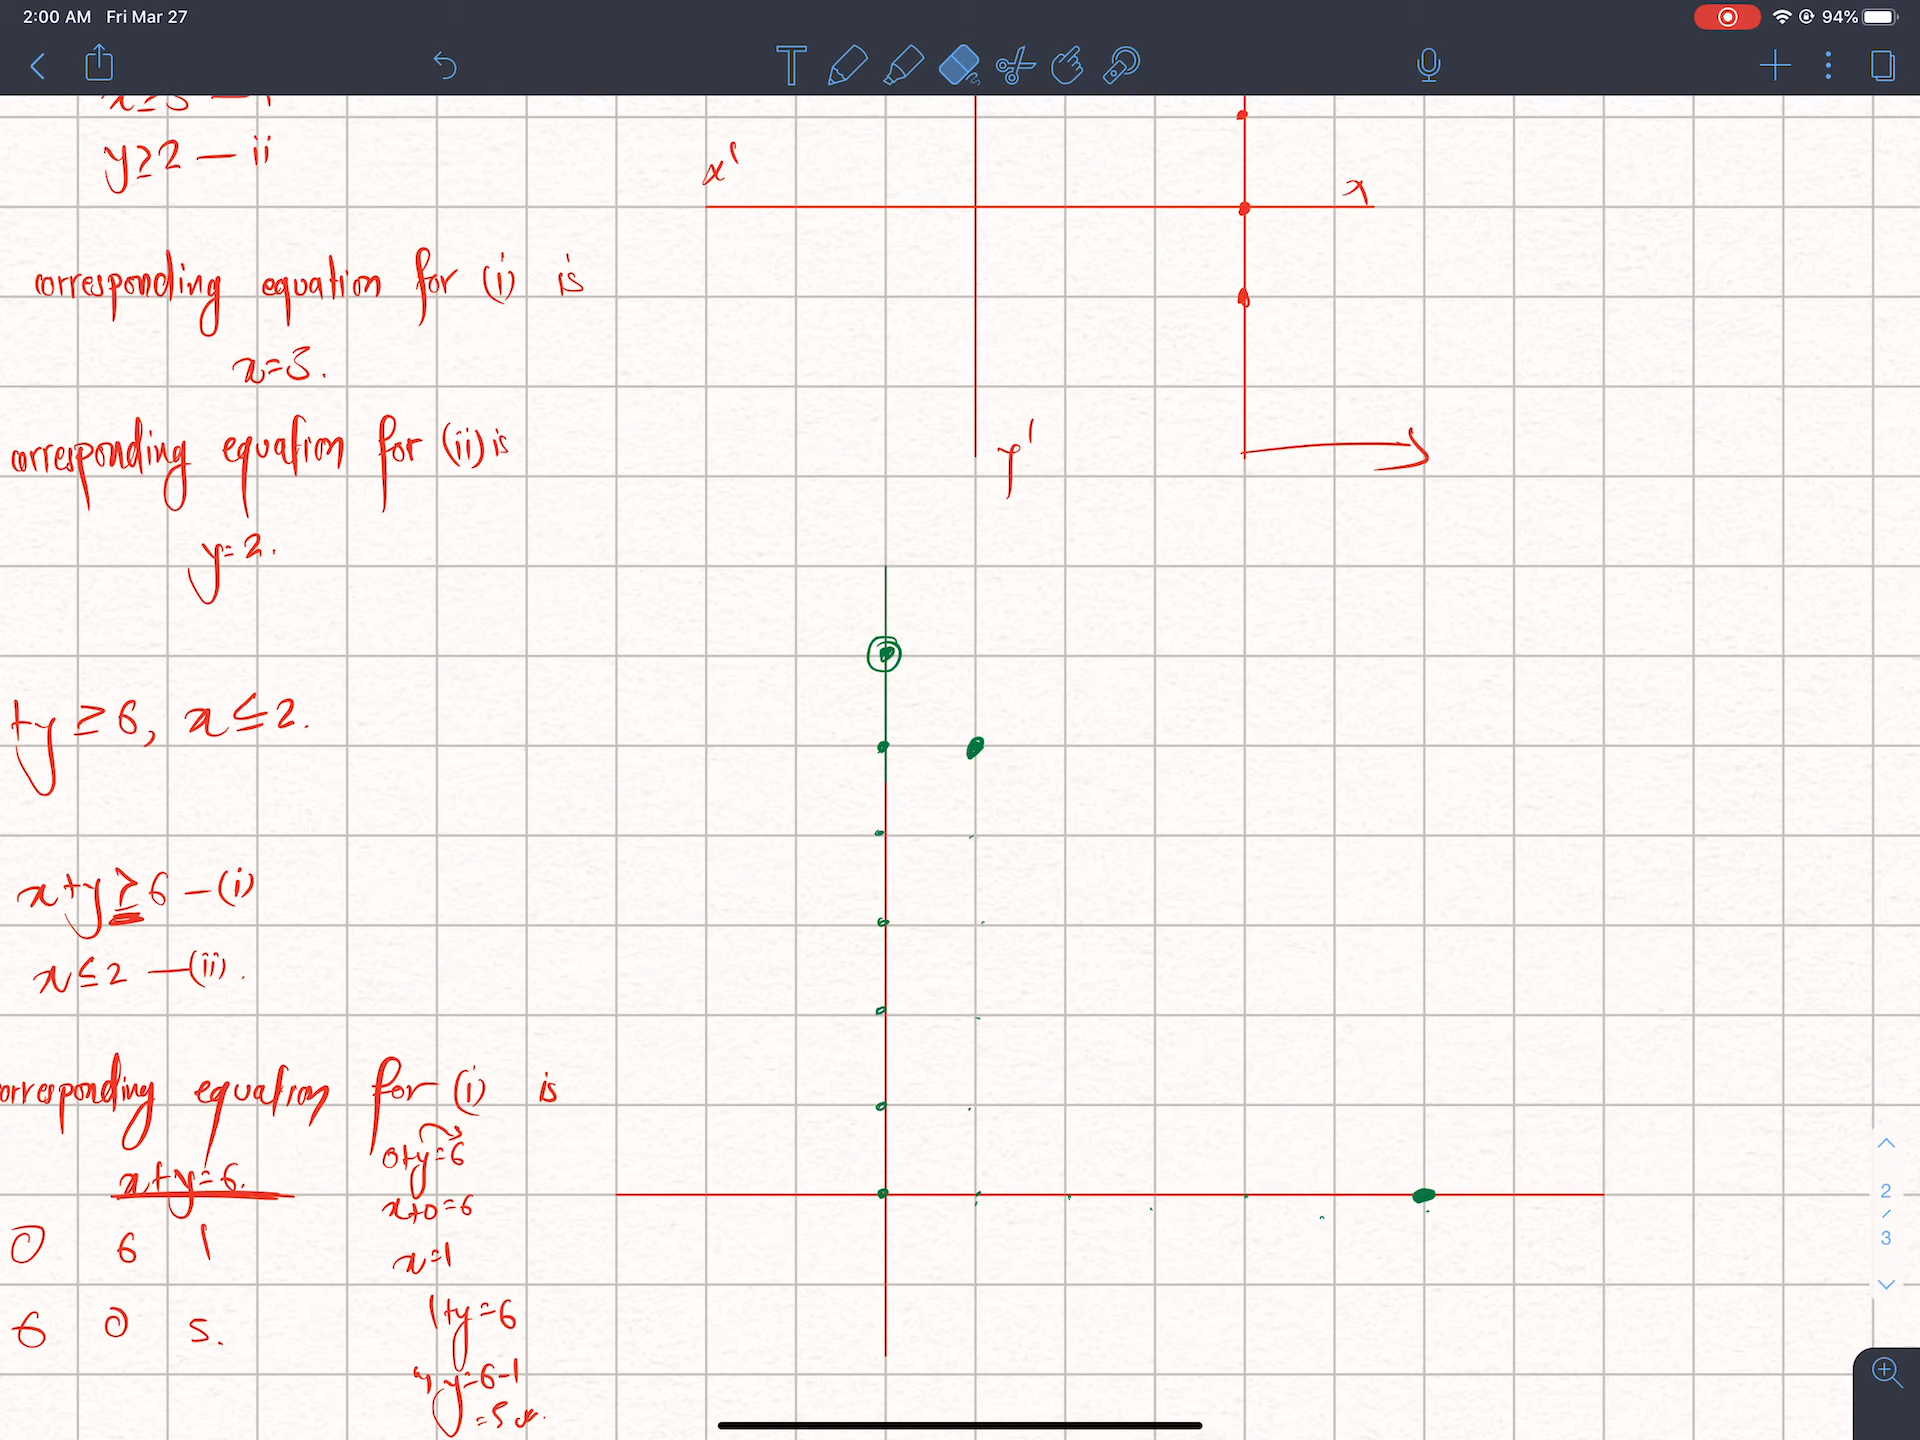 2:00 AM Fri Mar 27
94%
y≥2 — ii
x'
x
corresponding equation for (i) is
x=3.
y'
corresponding equation for (ii) is
y=2.
+y ≥ 6, x ≤ 2.
x+y ≥ 6 – (i)
x ≤ 2 — (ii).
orresponding equation for (i) is
x+y=6.
0+y=6
x+0=6
x=1
0 6 1
6 0 5.
1+y=6
y=6-1
=5
2
/
3